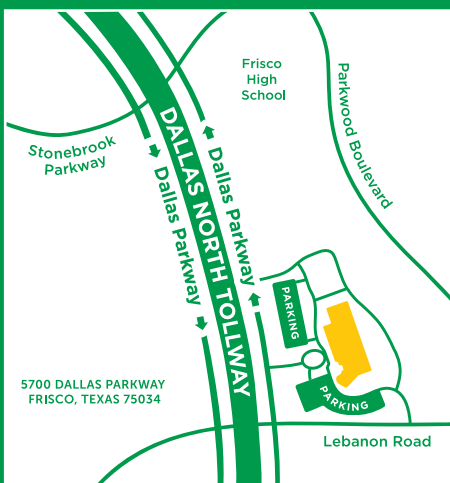 Frisco
High
School
Parkwood Boulevard
Stonebrook
Parkway
DALLAS NORTH TOLLWAY
Dallas Parkway
Dallas Parkway
PARKING
PARKING
5700 DALLAS PARKWAY
FRISCO, TEXAS 75034
Lebanon Road